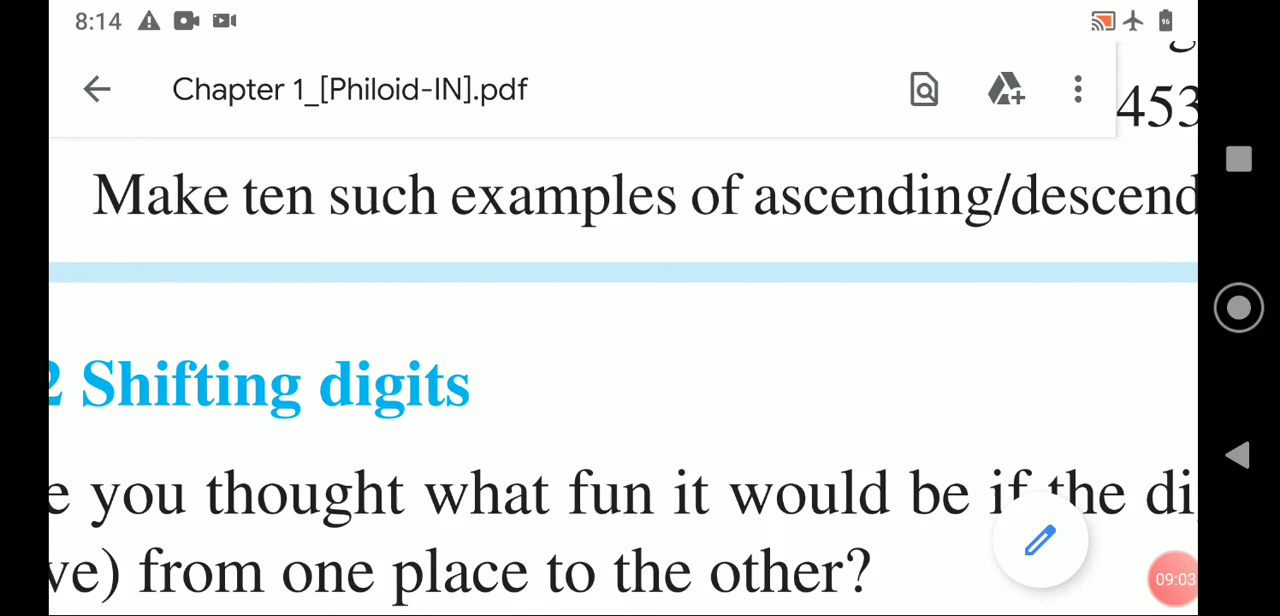 8:14
96
Chapter 1_[Philoid-IN].pdf
453
Make ten such examples of ascending/descend
2 Shifting digits
e you thought what fun it would be if the di
ve) from one place to the other?
09:03